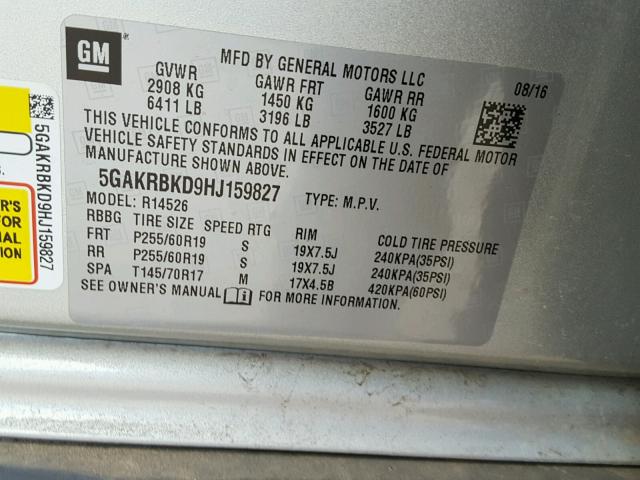 GM
MFD BY GENERAL MOTORS LLC
08/16
GVWR GAWR FRT GAWR RR
2908 KG 1450 KG 1600 KG
6411 LB 3196 LB 3527 LB
THIS VEHICLE CONFORMS TO ALL APPLICABLE U.S. FEDERAL MOTOR
VEHICLE SAFETY STANDARDS IN EFFECT ON THE DATE OF
MANUFACTURE SHOWN ABOVE.
5GAKRBKD9HJ159827 TYPE: M.P.V.
MODEL: R14526
RBBG TIRE SIZE SPEED RTG RIM COLD TIRE PRESSURE
FRT P255/60R19 S 19X7.5J 240KPA(35PSI)
RR P255/60R19 S 19X7.5J 240KPA(35PSI)
SPA T145/70R17 M 17X4.5B 420KPA(60PSI)
SEE OWNER'S MANUAL FOR MORE INFORMATION.
5GAKRBKD9HJ159827